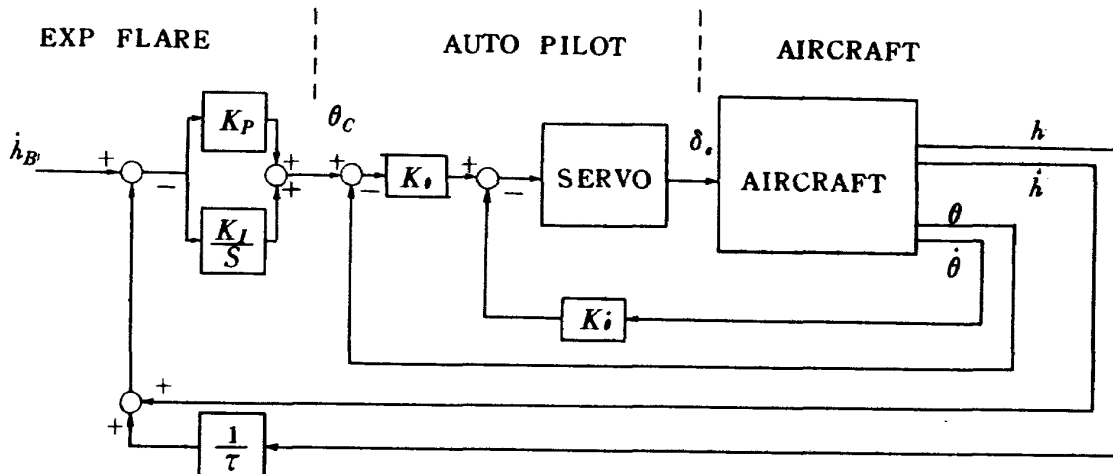 EXP FLARE
AUTO PILOT
AIRCRAFT
K_P
θ_C
ḣ_B'
+
−
+
+
+
−
K_θ
+
−
SERVO
δ_e
AIRCRAFT
h
ḣ
θ
θ̇
K_I/S
K_θ̇
+
+
1/τ